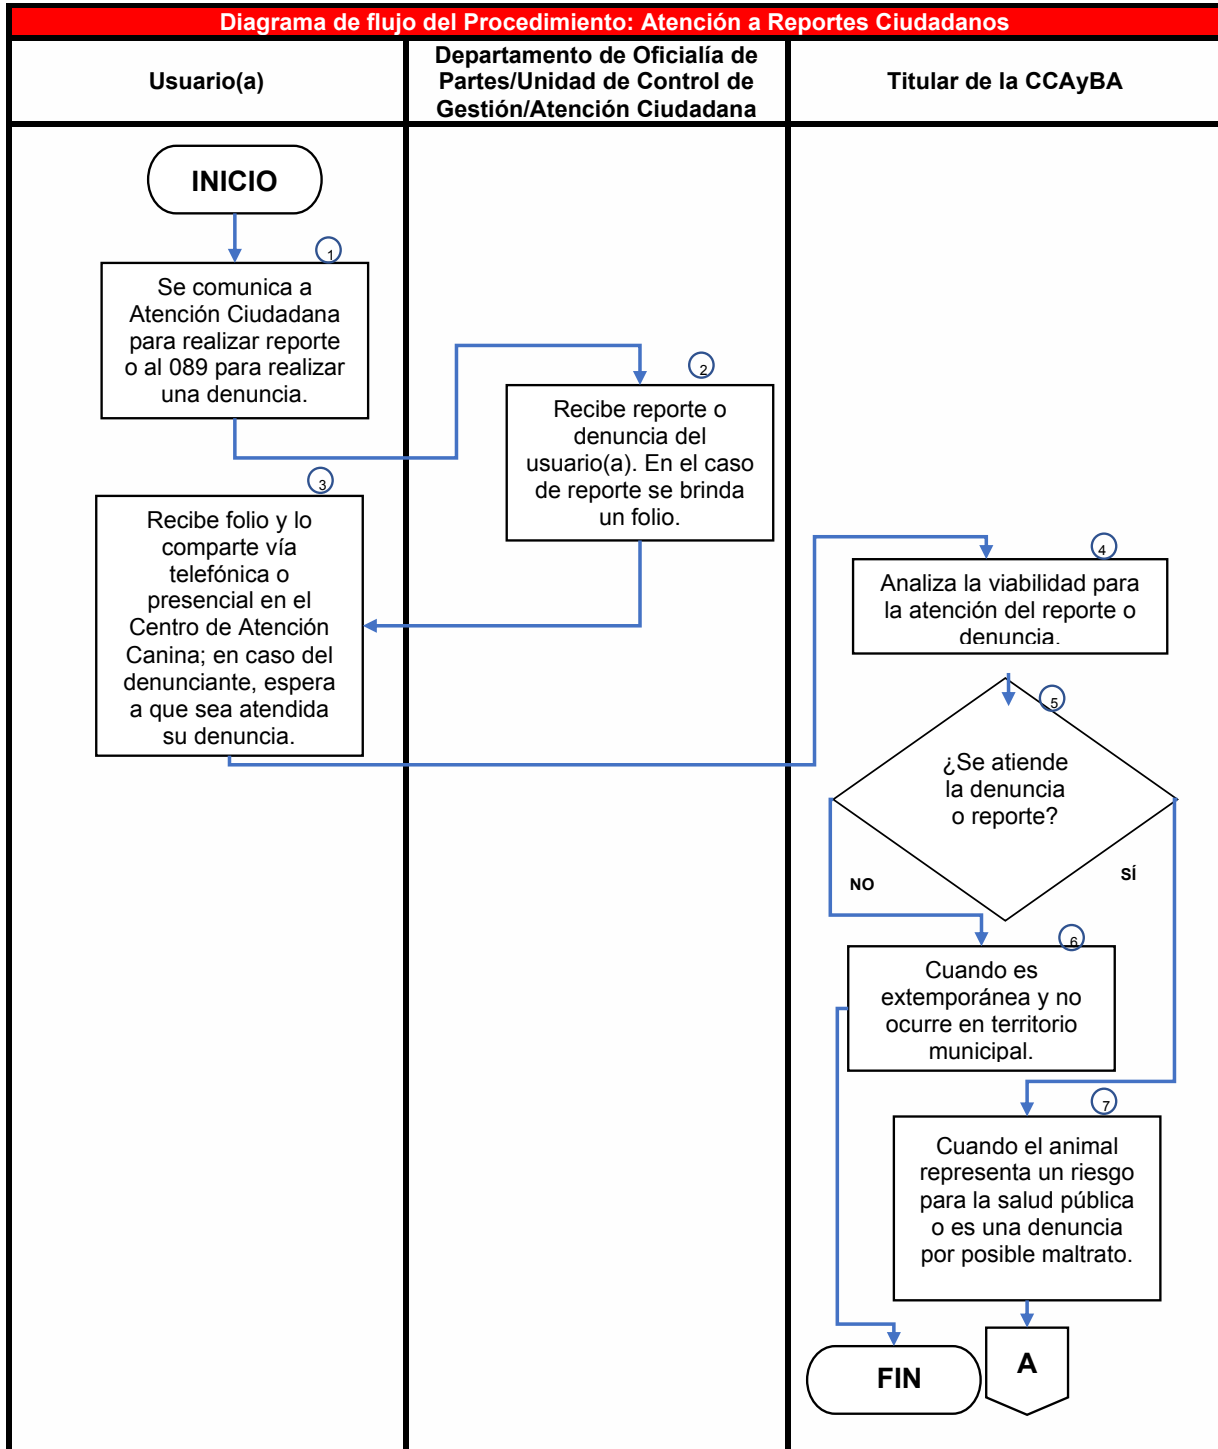 Diagrama de flujo del Procedimiento: Atención a Reportes Ciudadanos
Usuario(a)
Departamento de Oficialía de
Partes/Unidad de Control de
Gestión/Atención Ciudadana
Titular de la CCAyBA
INICIO
1
Se comunica a
Atención Ciudadana
para realizar reporte
o al 089 para realizar
una denuncia.
2
Recibe reporte o
denuncia del
usuario(a). En el caso
de reporte se brinda
un folio.
3
Recibe folio y lo
comparte vía
telefónica o
presencial en el
Centro de Atención
Canina; en caso del
denunciante, espera
a que sea atendida
su denuncia.
4
Analiza la viabilidad para
la atención del reporte o
denuncia.
5
¿Se atiende
la denuncia
o reporte?
NO
SÍ
6
Cuando es
extemporánea y no
ocurre en territorio
municipal.
7
Cuando el animal
representa un riesgo
para la salud pública
o es una denuncia
por posible maltrato.
FIN
A